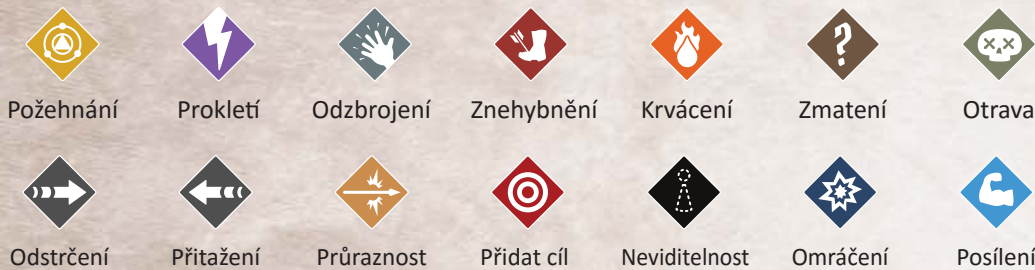 Požehnání Prokletí Odzbrojení Znehybnění Krvácení Zmatení Otrava
Odstrčení Přitažení Průraznost Přidat cíl Neviditelnost Omráčení Posílení